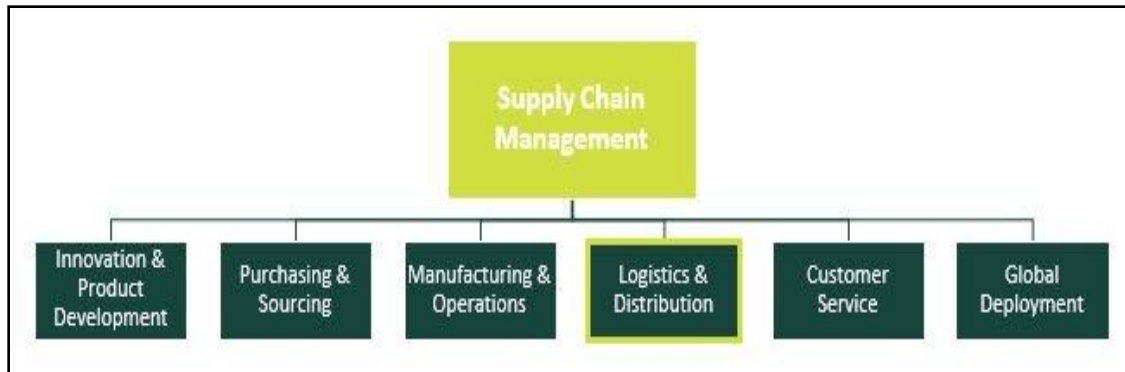 Supply Chain
Management
Innovation &
Product
Development
Purchasing &
Sourcing
Manufacturing &
Operations
Logistics &
Distribution
Customer
Service
Global
Deployment